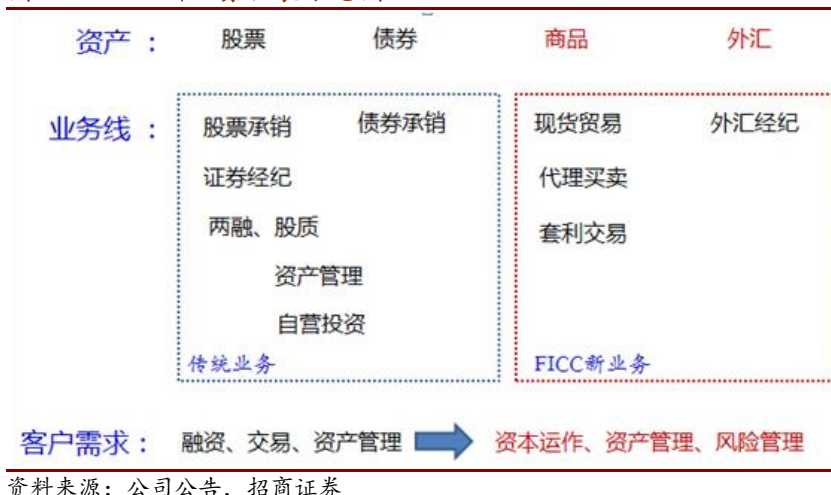 资产： 股票 债券 商品 外汇
业务线： 股票承销 债券承销 现货贸易 外汇经纪
证券经纪 代理买卖
两融、股质 套利交易
资产管理
自营投资
传统业务 FICC新业务
客户需求： 融资、交易、资产管理 资本运作、资产管理、风险管理
资料来源：公司公告，招商证券